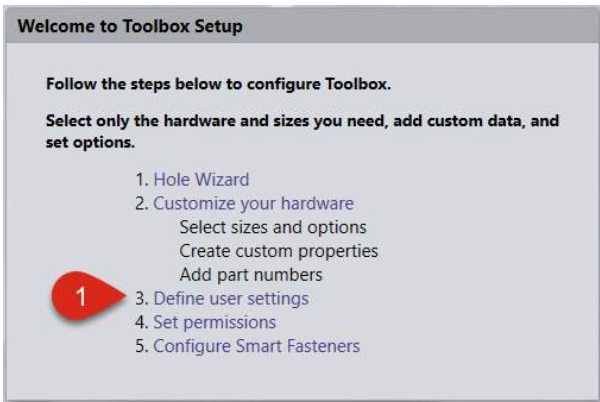 Welcome to Toolbox Setup
Follow the steps below to configure Toolbox.
Select only the hardware and sizes you need, add custom data, and
set options.
1. Hole Wizard
2. Customize your hardware
Select sizes and options
Create custom properties
Add part numbers
1
3. Define user settings
4. Set permissions
5. Configure Smart Fasteners